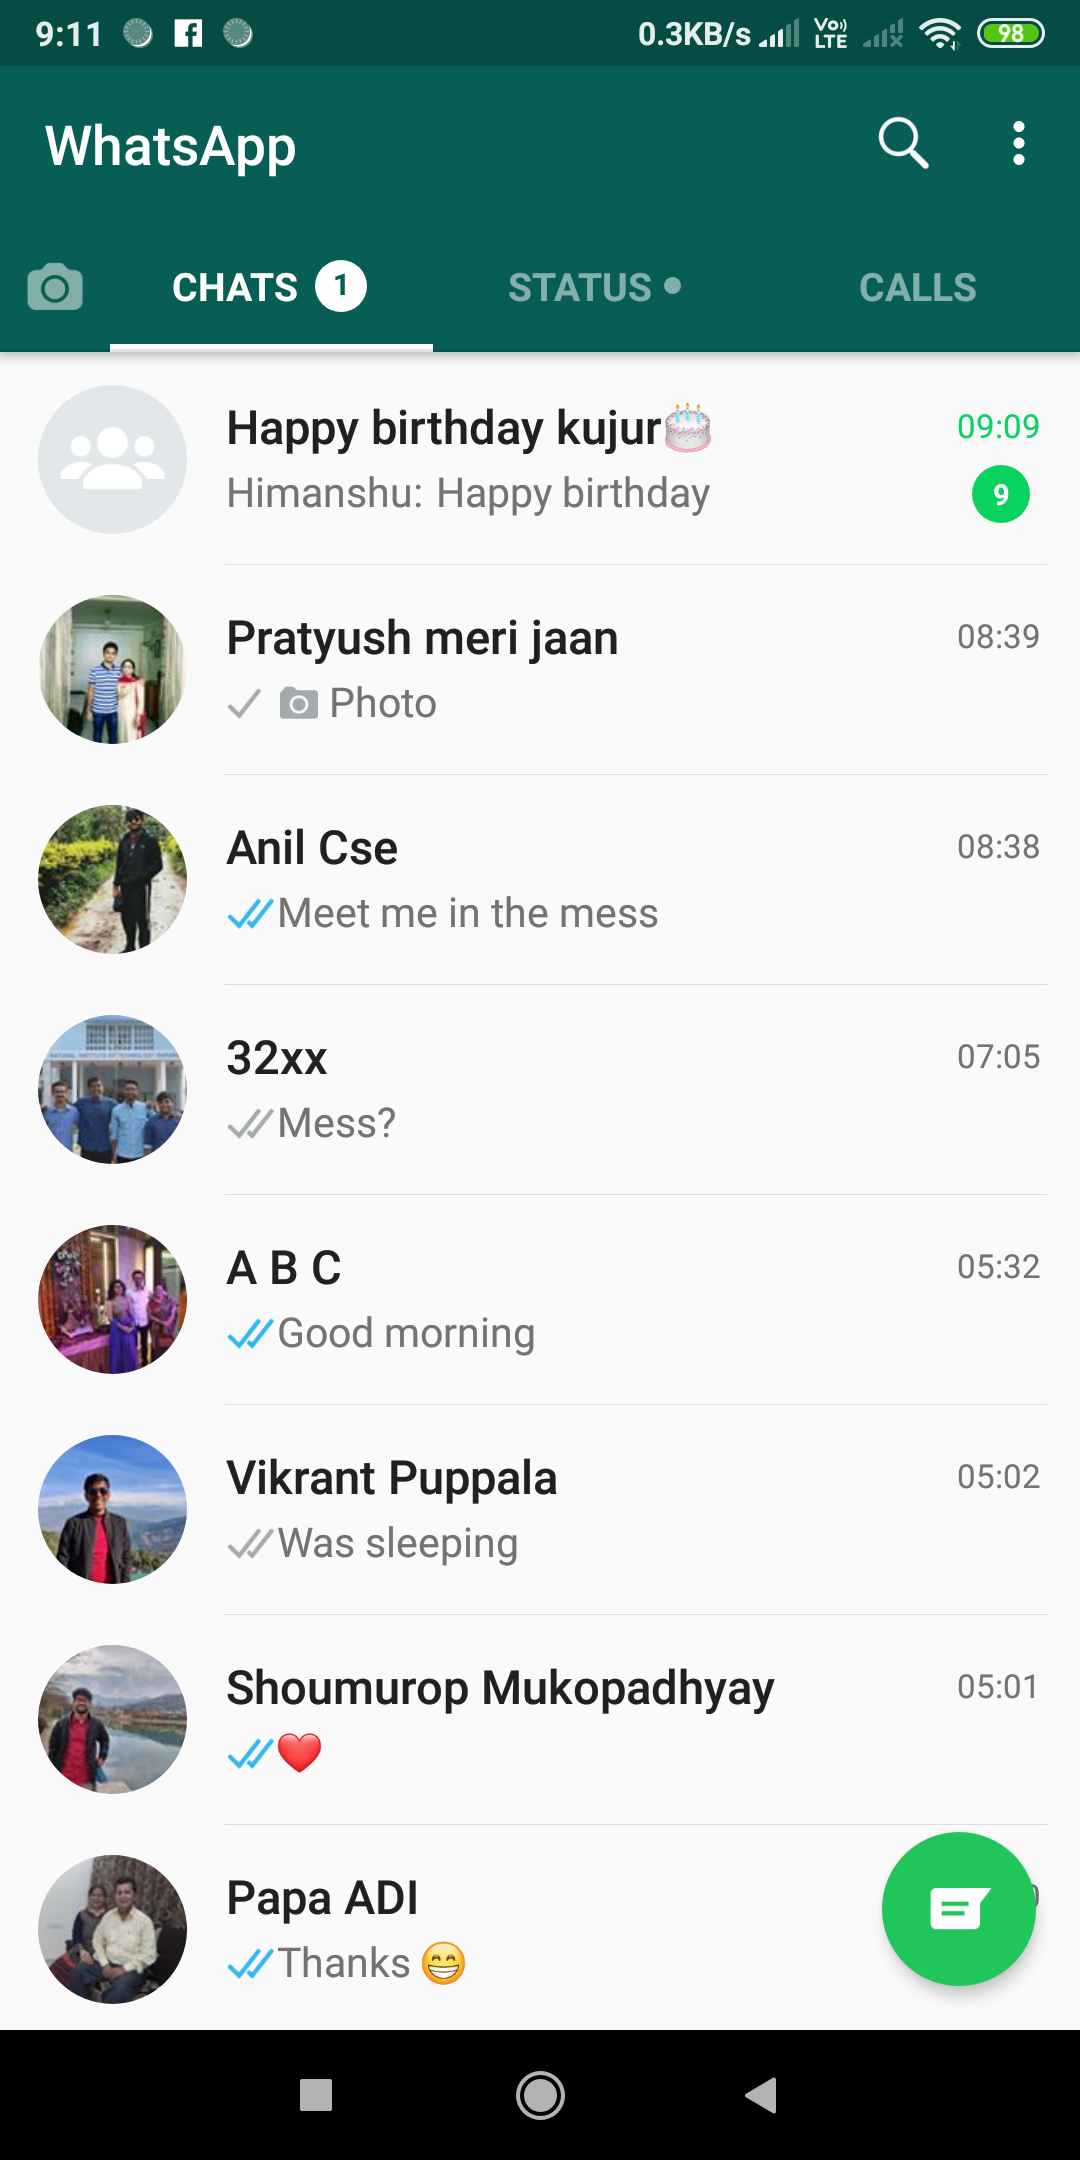 9:11 0.3KB/s Vo)) LTE 98
WhatsApp
CHATS 1 STATUS • CALLS
Happy birthday kujur🎂 09:09
Himanshu: Happy birthday 9
Pratyush meri jaan 08:39
Photo
Anil Cse 08:38
Meet me in the mess
32xx 07:05
Mess?
A B C 05:32
Good morning
Vikrant Puppala 05:02
Was sleeping
Shoumurop Mukopadhyay 05:01
❤️
Papa ADI
Thanks 😁